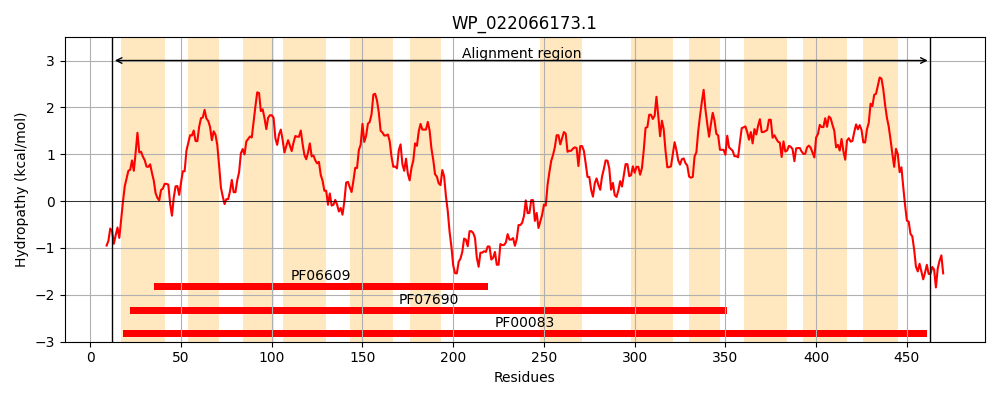 WP_022066173.1
Alignment region
Hydropathy (kcal/mol)
3
2
1
0
−1
−2
−3
PF06609
PF07690
PF00083
0 50 100 150 200 250 300 350 400 450
Residues